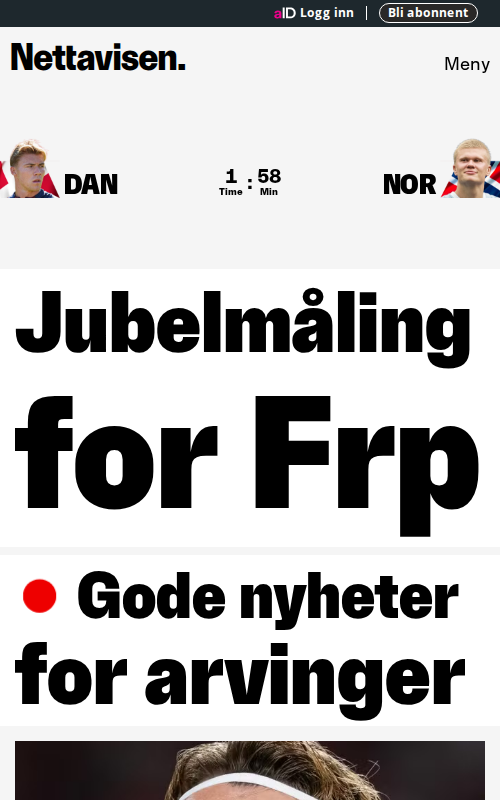 aID Logg inn
Bli abonnent
Nettavisen.
Meny
DAN
1 : 58
Time Min
NOR
Jubelmåling
for Frp
Gode nyheter
for arvinger